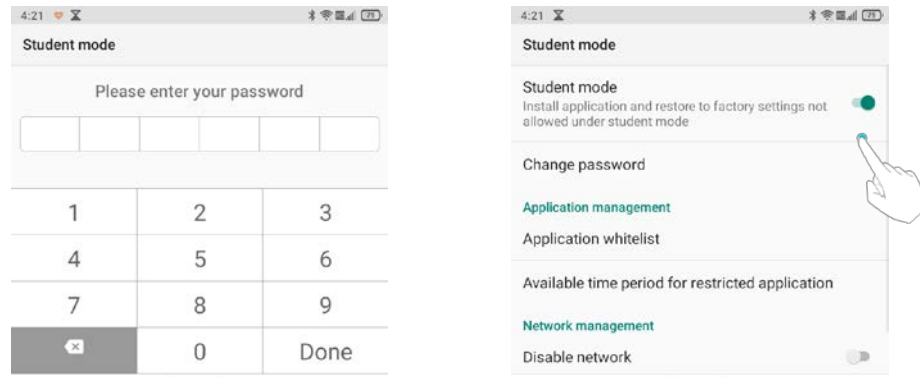 4:21
75
Student mode
Please enter your password
1 2 3
4 5 6
7 8 9
0 Done
4:21
75
Student mode
Student mode
Install application and restore to factory settings not
allowed under student mode
Change password
Application management
Application whitelist
Available time period for restricted application
Network management
Disable network